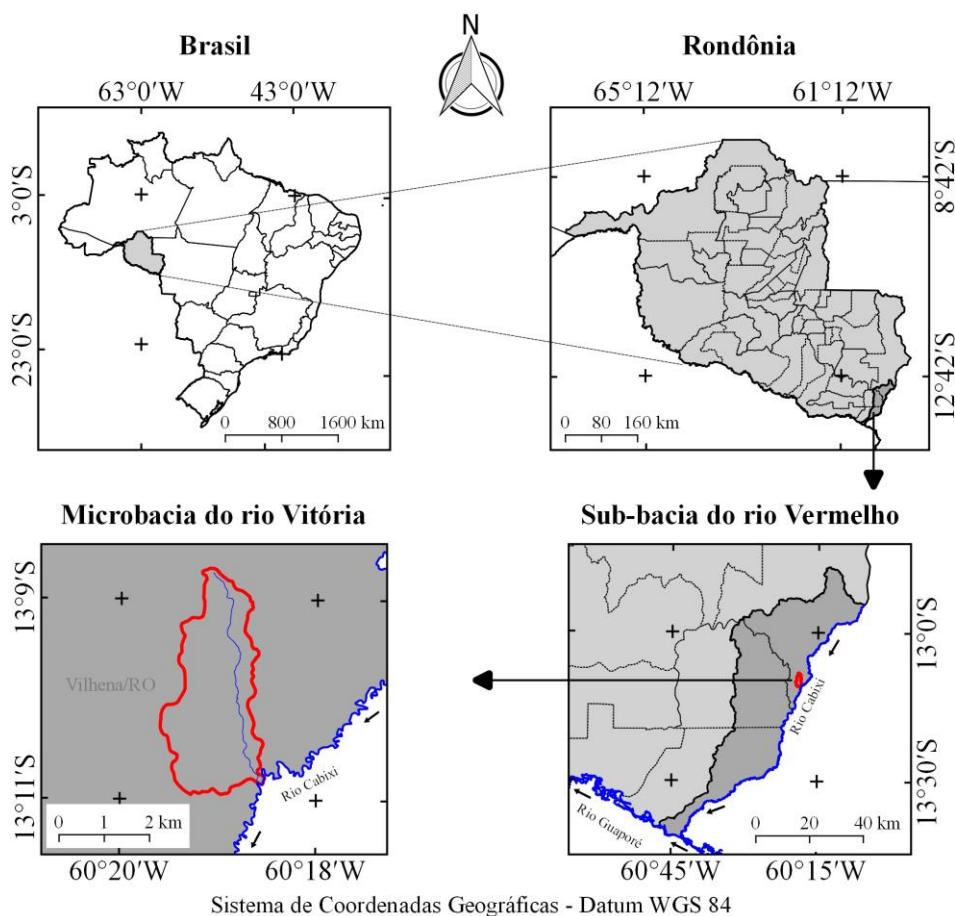 Brasil
N
Rondônia
63°0'W 43°0'W
65°12'W 61°12'W
3°0'S
23°0'S
8°42'S
12°42'S
0 800 1600 km
0 80 160 km
Microbacia do rio Vitória
Sub-bacia do rio Vermelho
13°9'S
13°11'S
Vilhena/RO
Rio Cabixi
0 1 2 km
60°20'W 60°18'W
13°0'S
13°30'S
Rio Cabixi
Rio Guaporé
0 20 40 km
60°45'W 60°15'W
Sistema de Coordenadas Geográficas - Datum WGS 84